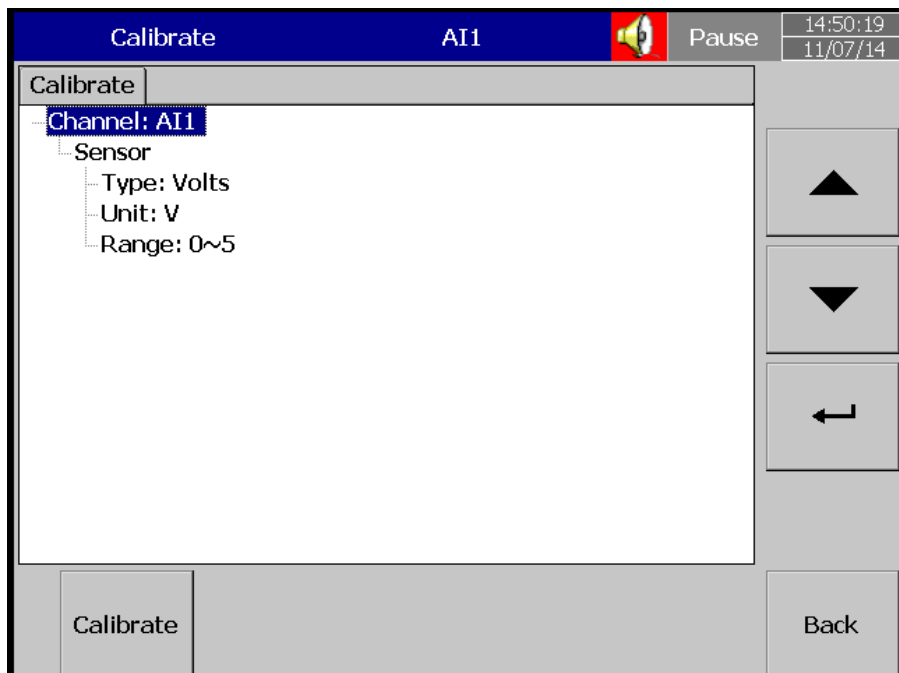 Calibrate AI1 Pause 14:50:19
11/07/14
Calibrate
Channel: AI1
Sensor
Type: Volts
Unit: V
Range: 0~5
Calibrate Back